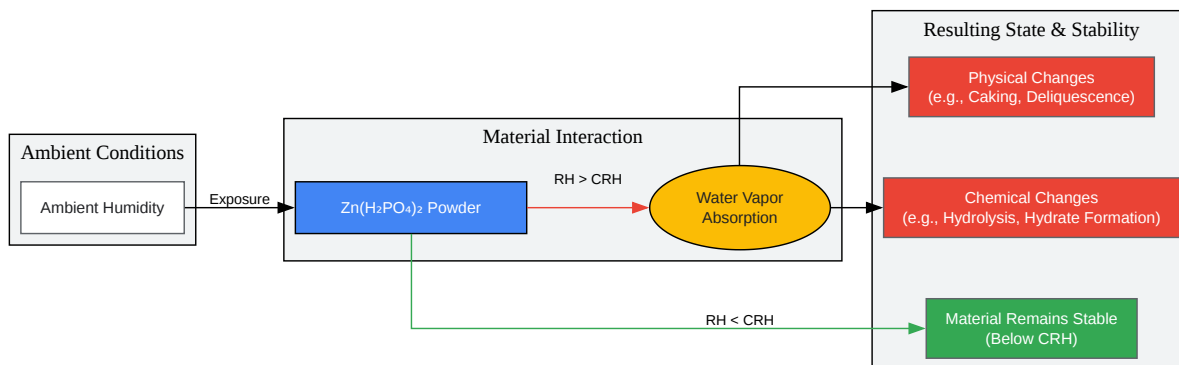 Ambient Conditions
Ambient Humidity
Exposure
Material Interaction
Zn(H₂PO₄)₂ Powder
RH > CRH
Water Vapor
Absorption
RH < CRH
Resulting State & Stability
Physical Changes
(e.g., Caking, Deliquescence)
Chemical Changes
(e.g., Hydrolysis, Hydrate Formation)
Material Remains Stable
(Below CRH)